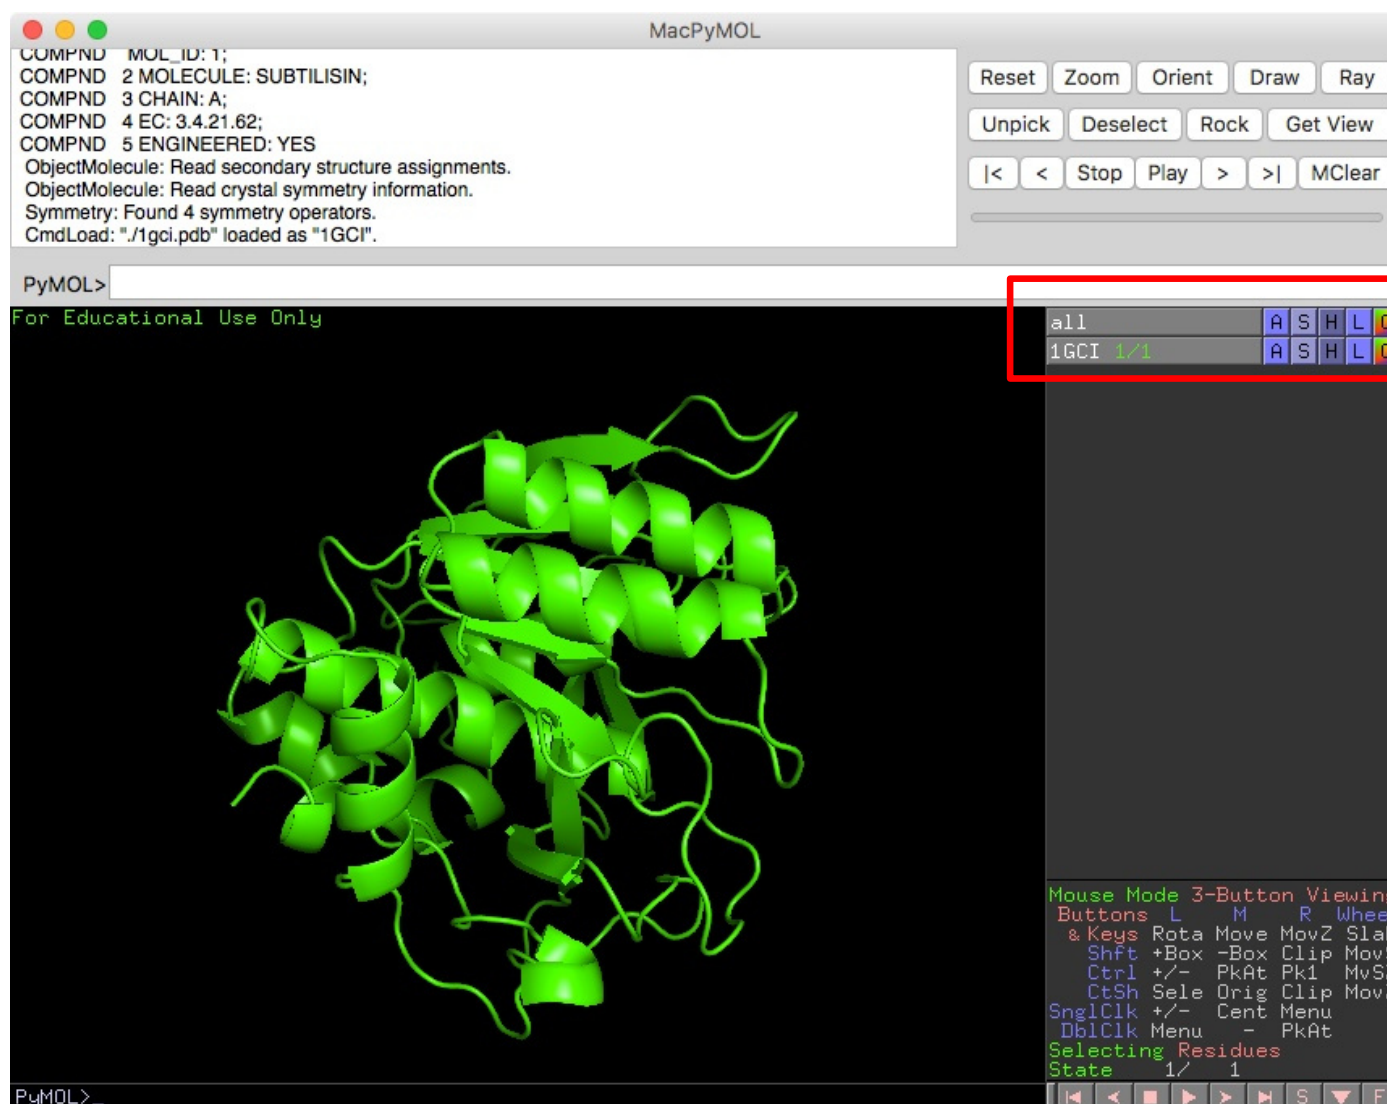 MacPyMOL
COMPND MOL_ID: 1;
COMPND 2 MOLECULE: SUBTILISIN;
COMPND 3 CHAIN: A;
COMPND 4 EC: 3.4.21.62;
COMPND 5 ENGINEERED: YES
ObjectMolecule: Read secondary structure assignments.
ObjectMolecule: Read crystal symmetry information.
Symmetry: Found 4 symmetry operators.
CmdLoad: "./1gci.pdb" loaded as "1GCI".
Reset Zoom Orient Draw Ray
Unpick Deselect Rock Get View
|< < Stop Play > >| MClear
PyMOL>
For Educational Use Only
all A S H L
1GCI 1/1 A S H L
Mouse Mode 3-Button Viewin
Buttons L M R Whee
& Keys Rota Move MovZ Sla
Shft +Box -Box Clip Mov
Ctrl +/- PkAt Pk1 MvS
CtSh Sele Orig Clip Mov
SnglClk +/- Cent Menu
DblClk Menu - PkAt
Selecting Residues
State 1/ 1
PyMOL>_
S F